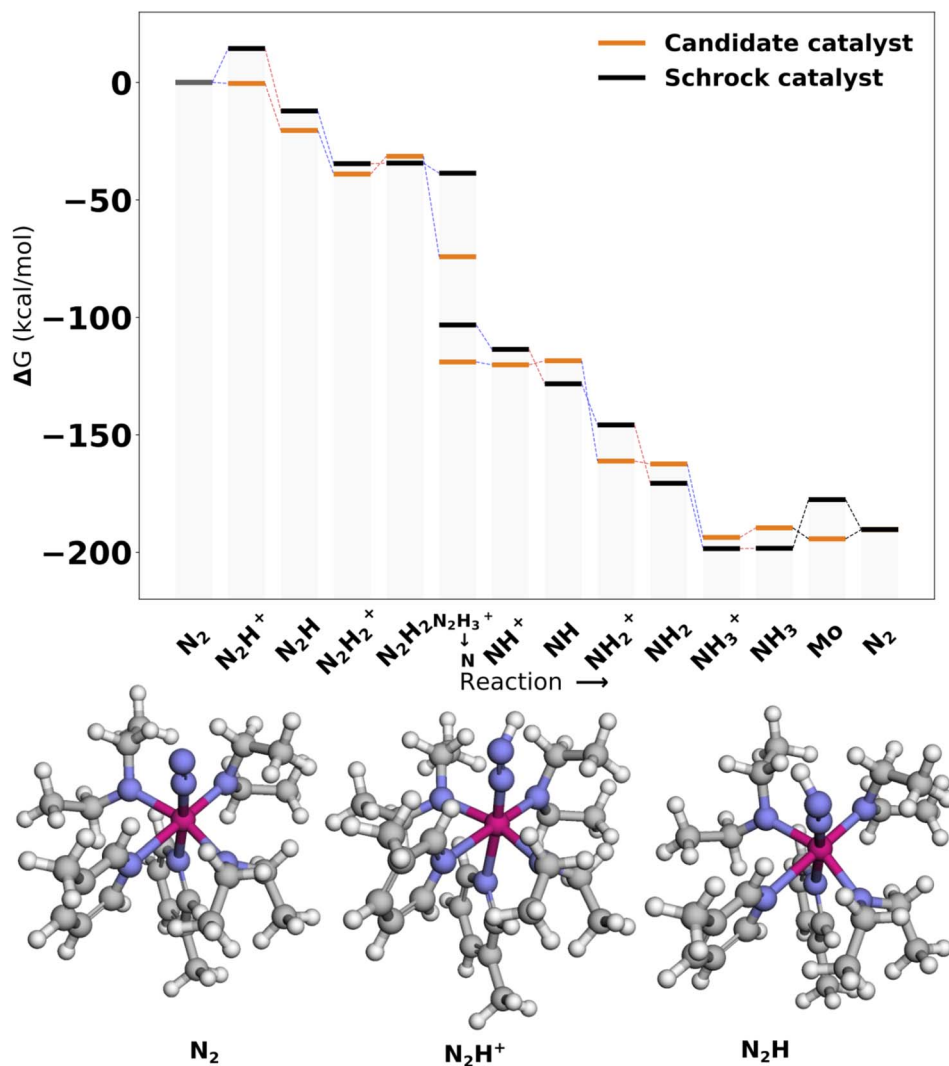 Candidate catalyst
Schrock catalyst
0
−50
−100
−150
−200
ΔG (kcal/mol)
N₂
N₂H⁺
N₂H
N₂H₂⁺
N₂H₂
N₂H₃⁺
↓
N
NH⁺
NH
NH₂⁺
NH₂
NH₃⁺
NH₃
Mo
N₂
Reaction →
N₂
N₂H⁺
N₂H